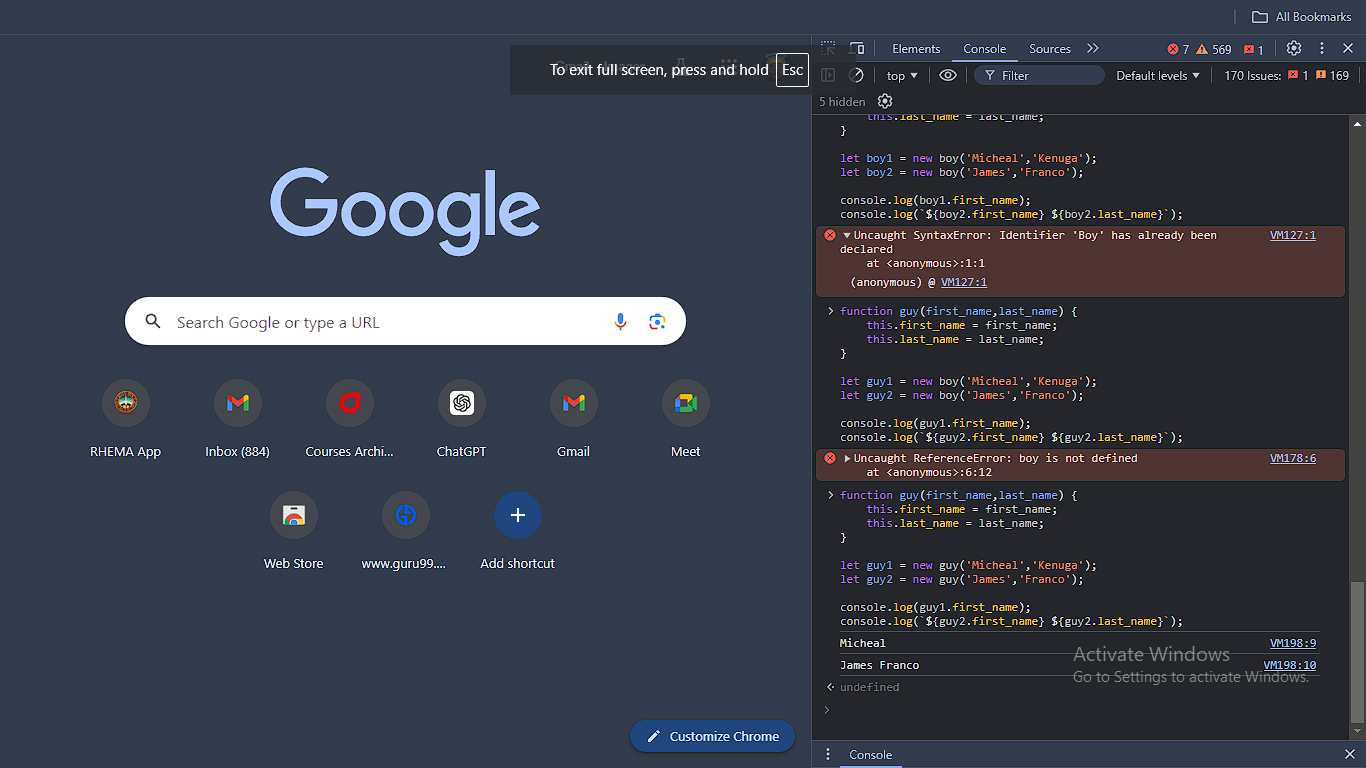 All Bookmarks
To exit full screen, press and hold Esc
Google
Search Google or type a URL
RHEMA App
Inbox (884)
Courses Archi...
ChatGPT
Gmail
Meet
Web Store
www.guru99....
Add shortcut
Customize Chrome
Elements Console Sources 7 569 1
top Filter Default levels 170 Issues: 1 169
5 hidden
this.last_name = last_name;
}
let boy1 = new boy('Micheal','Kenuga');
let boy2 = new boy('James','Franco');
console.log(boy1.first_name);
console.log(`${boy2.first_name} ${boy2.last_name}`);
Uncaught SyntaxError: Identifier 'Boy' has already been VM127:1
declared
at <anonymous>:1:1
(anonymous) @ VM127:1
function guy(first_name,last_name) {
this.first_name = first_name;
this.last_name = last_name;
}
let guy1 = new boy('Micheal','Kenuga');
let guy2 = new boy('James','Franco');
console.log(guy1.first_name);
console.log(`${guy2.first_name} ${guy2.last_name}`);
Uncaught ReferenceError: boy is not defined VM178:6
at <anonymous>:6:12
function guy(first_name,last_name) {
this.first_name = first_name;
this.last_name = last_name;
}
let guy1 = new guy('Micheal','Kenuga');
let guy2 = new guy('James','Franco');
console.log(guy1.first_name);
console.log(`${guy2.first_name} ${guy2.last_name}`);
Micheal VM198:9
James Franco VM198:10
undefined
Activate Windows
Go to Settings to activate Windows.
Console